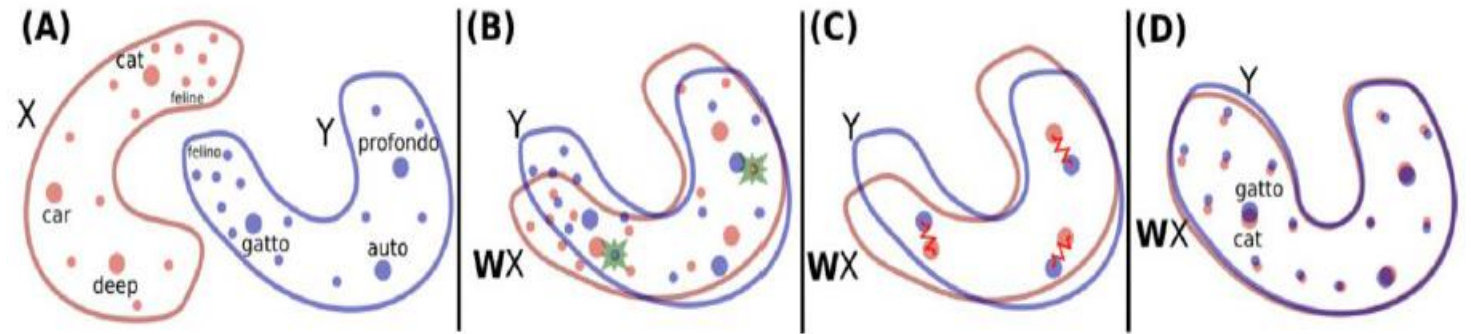 (A)
cat
feline
X
car
deep
Y
profondo
felino
gatto
auto
(B)
Y
WX
(C)
Y
WX
(D)
Y
gatto
cat
WX